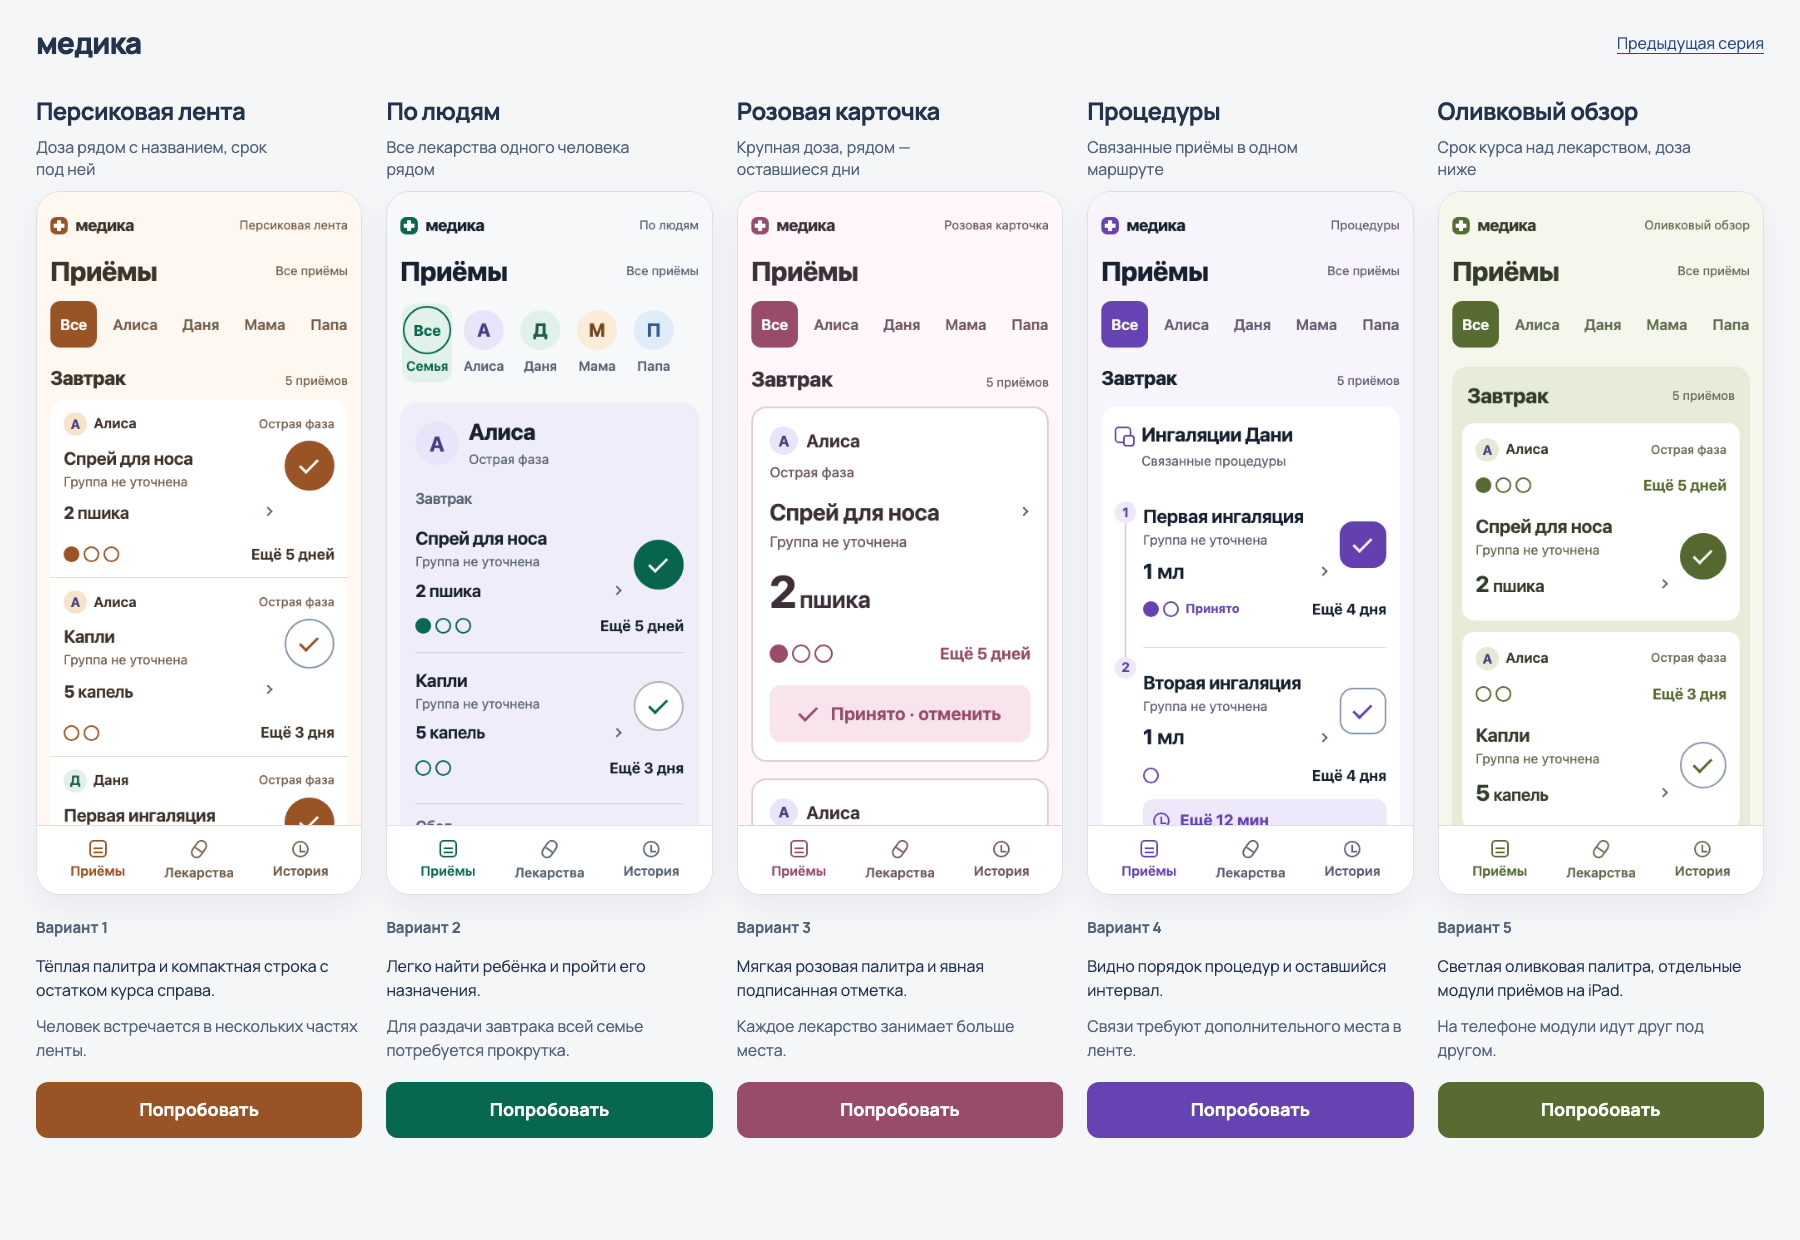 медика
Предыдущая серия
Персиковая лента
Доза рядом с названием, срок
под ней
медика
Персиковая лента
Приёмы
Все приёмы
Все
Алиса
Даня
Мама
Папа
Завтрак
5 приёмов
А
Алиса
Острая фаза
Спрей для носа
Группа не уточнена
2 пшика
Ещё 5 дней
А
Алиса
Острая фаза
Капли
Группа не уточнена
5 капель
Ещё 3 дня
Д
Даня
Острая фаза
Первая ингаляция
Приёмы
Лекарства
История
Вариант 1
Тёплая палитра и компактная строка с
остатком курса справа.
Человек встречается в нескольких частях
ленты.
Попробовать
По людям
Все лекарства одного человека
рядом
медика
По людям
Приёмы
Все приёмы
Все
А
Д
М
П
Семья
Алиса
Даня
Мама
Папа
А
Алиса
Острая фаза
Завтрак
Спрей для носа
Группа не уточнена
2 пшика
Ещё 5 дней
Капли
Группа не уточнена
5 капель
Ещё 3 дня
Обед
Приёмы
Лекарства
История
Вариант 2
Легко найти ребёнка и пройти его
назначения.
Для раздачи завтрака всей семье
потребуется прокрутка.
Попробовать
Розовая карточка
Крупная доза, рядом —
оставшиеся дни
медика
Розовая карточка
Приёмы
Все
Алиса
Даня
Мама
Папа
Завтрак
5 приёмов
А
Алиса
Острая фаза
Спрей для носа
Группа не уточнена
2 пшика
Ещё 5 дней
Принято · отменить
А
Алиса
Приёмы
Лекарства
История
Вариант 3
Мягкая розовая палитра и явная
подписанная отметка.
Каждое лекарство занимает больше
места.
Попробовать
Процедуры
Связанные приёмы в одном
маршруте
медика
Процедуры
Приёмы
Все приёмы
Все
Алиса
Даня
Мама
Папа
Завтрак
5 приёмов
Ингаляции Дани
Связанные процедуры
1
Первая ингаляция
Группа не уточнена
1 мл
Принято
Ещё 4 дня
2
Вторая ингаляция
Группа не уточнена
1 мл
Ещё 4 дня
Ещё 12 мин
Приёмы
Лекарства
История
Вариант 4
Видно порядок процедур и оставшийся
интервал.
Связи требуют дополнительного места в
ленте.
Попробовать
Оливковый обзор
Срок курса над лекарством, доза
ниже
медика
Оливковый обзор
Приёмы
Все приёмы
Все
Алиса
Даня
Мама
Папа
Завтрак
5 приёмов
А
Алиса
Острая фаза
Ещё 5 дней
Спрей для носа
Группа не уточнена
2 пшика
А
Алиса
Острая фаза
Ещё 3 дня
Капли
Группа не уточнена
5 капель
Приёмы
Лекарства
История
Вариант 5
Светлая оливковая палитра, отдельные
модули приёмов на iPad.
На телефоне модули идут друг под
другом.
Попробовать